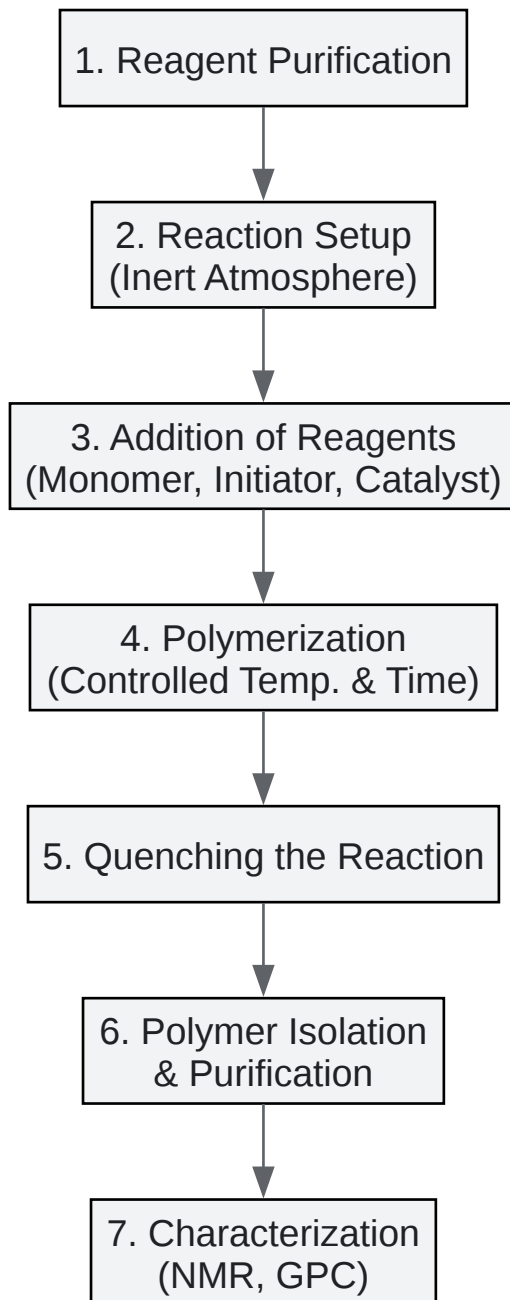 1. Reagent Purification
2. Reaction Setup
(Inert Atmosphere)
3. Addition of Reagents
(Monomer, Initiator, Catalyst)
4. Polymerization
(Controlled Temp. & Time)
5. Quenching the Reaction
6. Polymer Isolation
& Purification
7. Characterization
(NMR, GPC)